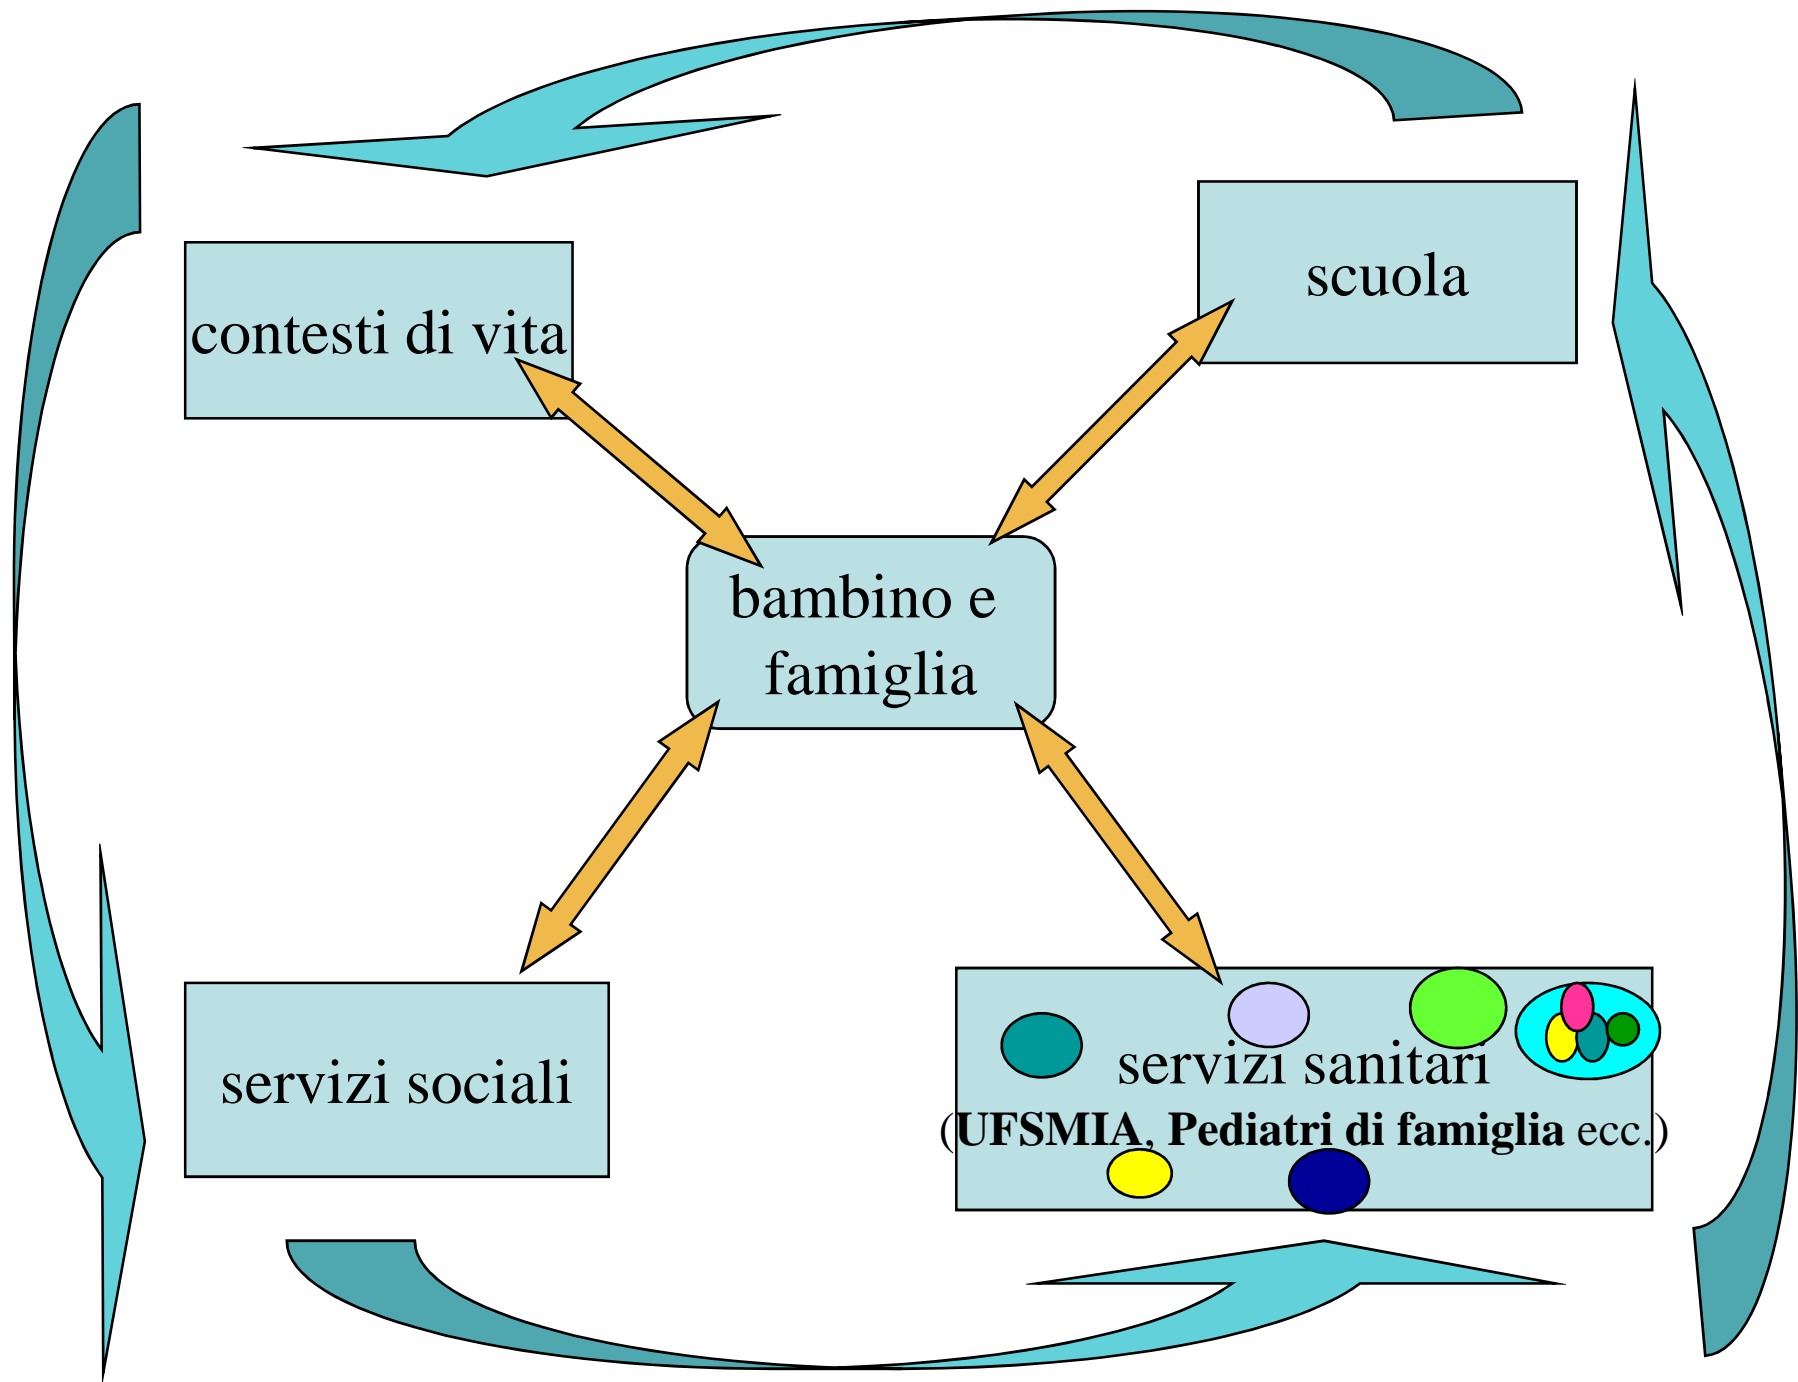 contesti di vita
scuola
bambino e
famiglia
servizi sociali
servizi sanitari
(UFSMIA, Pediatri di famiglia ecc.)